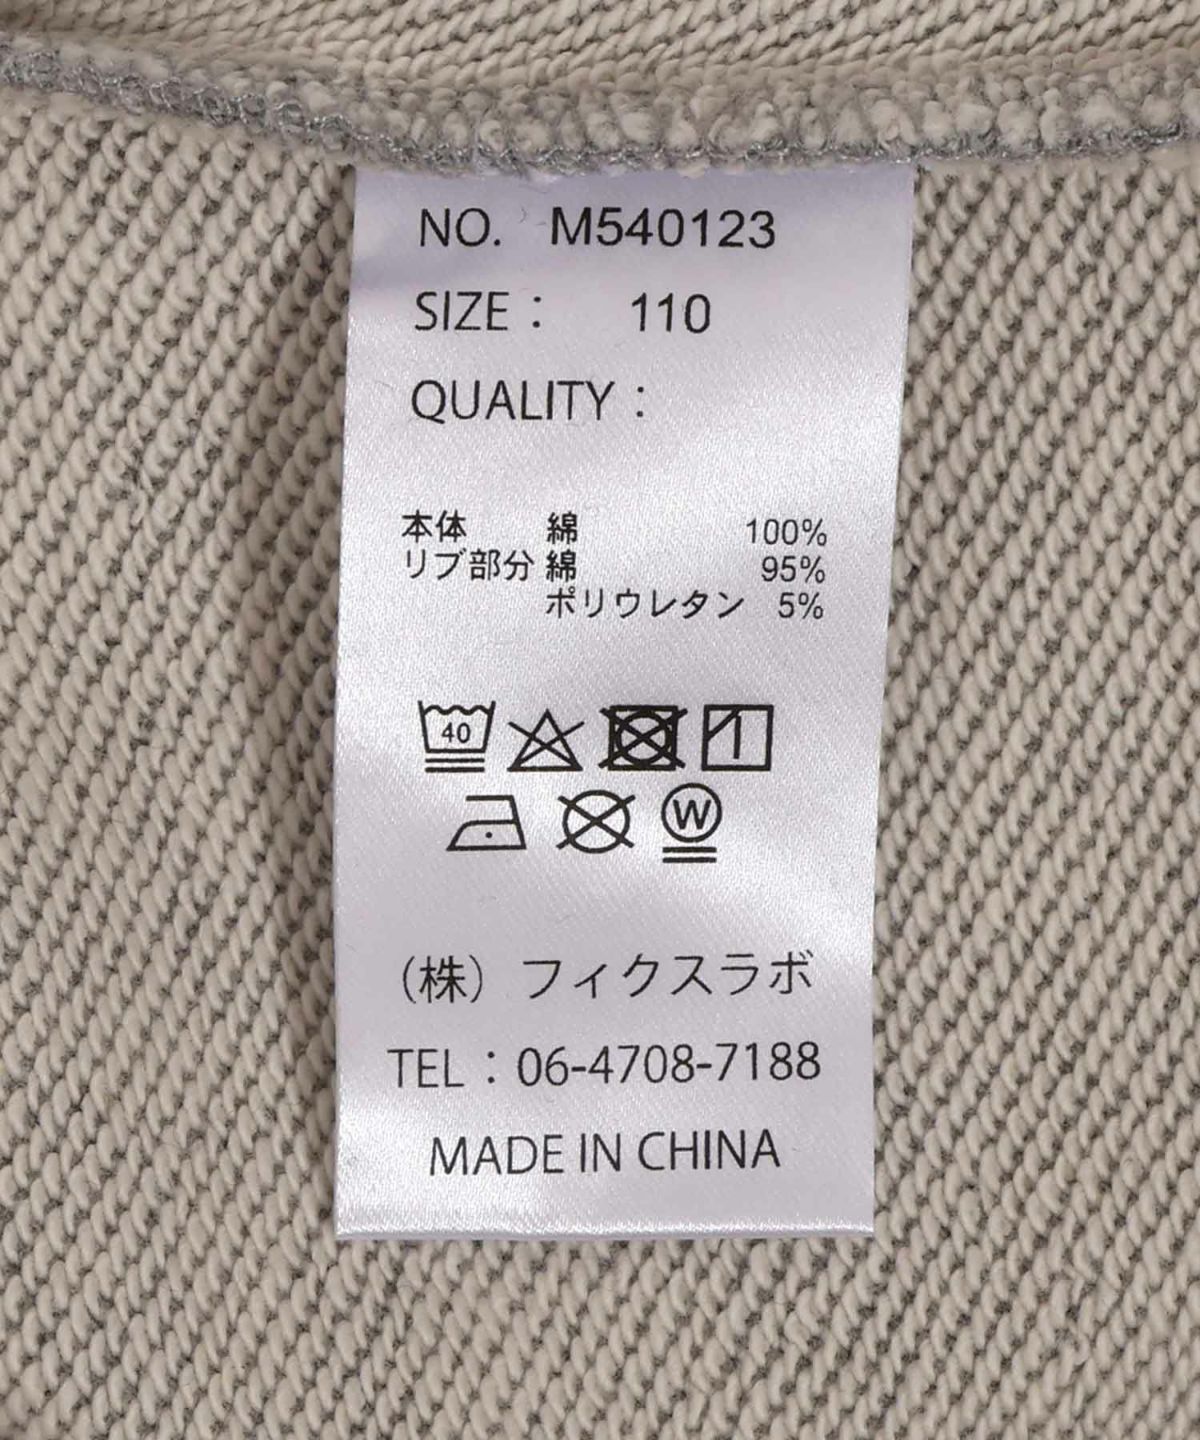 NO. M540123
SIZE： 110
QUALITY：
本体 綿 100%
リブ部分 綿 95%
ポリウレタン 5%
40
W
（株）フィクスラボ
TEL：06-4708-7188
MADE IN CHINA